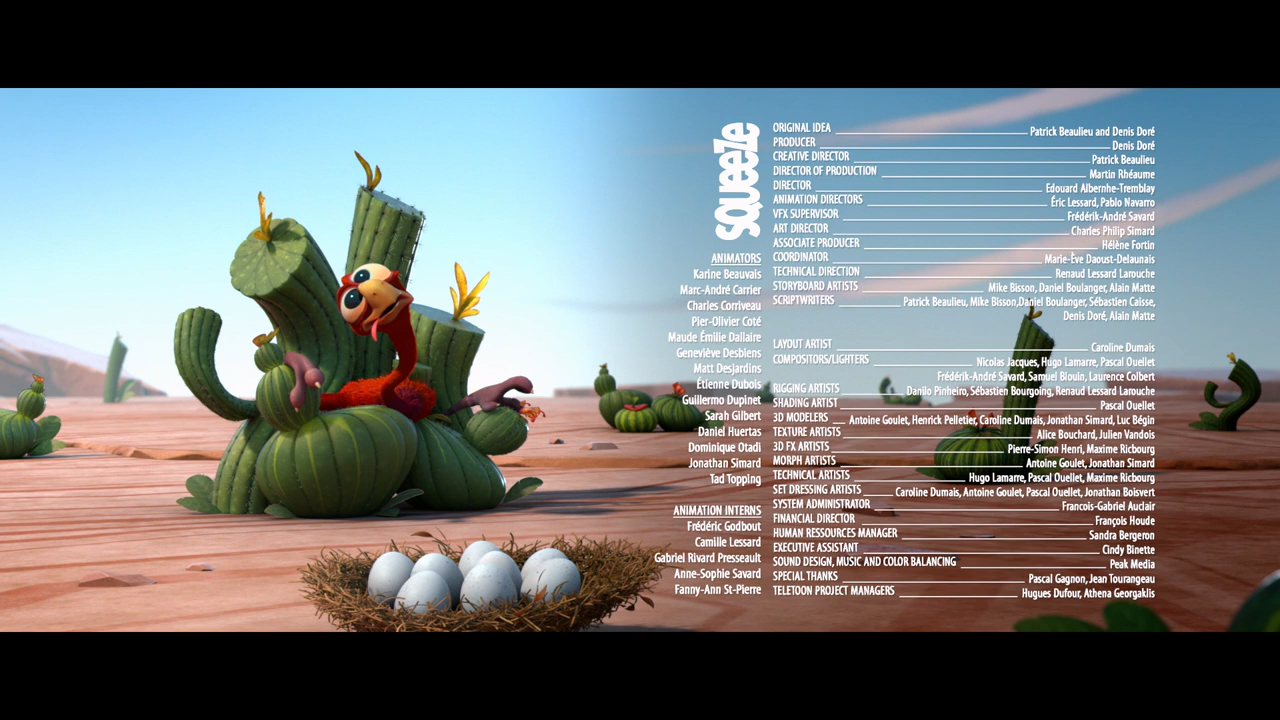 squeeze
ANIMATORS
Karine Beauvais
Marc-André Carrier
Charles Corriveau
Pier-Olivier Coté
Maude Émilie Dallaire
Geneviève Desbiens
Matt Desjardins
Étienne Dubois
Guillermo Dupinet
Sarah Gilbert
Daniel Huertas
Dominique Otadi
Jonathan Simard
Tad Topping
ANIMATION INTERNS
Frédéric Godbout
Camille Lessard
Gabriel Rivard Presseault
Anne-Sophie Savard
Fanny-Ann St-Pierre
ORIGINAL IDEA Patrick Beaulieu and Denis Doré
PRODUCER Denis Doré
CREATIVE DIRECTOR Patrick Beaulieu
DIRECTOR OF PRODUCTION Martin Rhéaume
DIRECTOR Edouard Albernhe-Tremblay
ANIMATION DIRECTORS Éric Lessard, Pablo Navarro
VFX SUPERVISOR Frédérik-André Savard
ART DIRECTOR Charles Philip Simard
ASSOCIATE PRODUCER Hélène Fortin
COORDINATOR Marie-Ève Daoust-Delaunais
TECHNICAL DIRECTION Renaud Lessard Larouche
STORYBOARD ARTISTS Mike Bisson, Daniel Boulanger, Alain Matte
SCRIPTWRITERS Patrick Beaulieu, Mike Bisson,Daniel Boulanger, Sébastien Caisse,
Denis Doré, Alain Matte
LAYOUT ARTIST Caroline Dumais
COMPOSITORS/LIGHTERS Nicolas Jacques, Hugo Lamarre, Pascal Ouellet
Frédérik-André Savard, Samuel Blouin, Laurence Colbert
RIGGING ARTISTS Danilo Pinheiro, Sébastien Bourgoing, Renaud Lessard Larouche
SHADING ARTIST Pascal Ouellet
3D MODELERS Antoine Goulet, Henrick Pelletier, Caroline Dumais, Jonathan Simard, Luc Bégin
TEXTURE ARTISTS Alice Bouchard, Julien Vandois
3D FX ARTISTS Pierre-Simon Henri, Maxime Ricbourg
MORPH ARTISTS Antoine Goulet, Jonathan Simard
TECHNICAL ARTISTS Hugo Lamarre, Pascal Ouellet, Maxime Ricbourg
SET DRESSING ARTISTS Caroline Dumais, Antoine Goulet, Pascal Ouellet, Jonathan Boisvert
SYSTEM ADMINISTRATOR Francois-Gabriel Auclair
FINANCIAL DIRECTOR François Houde
HUMAN RESSOURCES MANAGER Sandra Bergeron
EXECUTIVE ASSISTANT Cindy Binette
SOUND DESIGN, MUSIC AND COLOR BALANCING Peak Media
SPECIAL THANKS Pascal Gagnon, Jean Tourangeau
TELETOON PROJECT MANAGERS Hugues Dufour, Athena Georgaklis